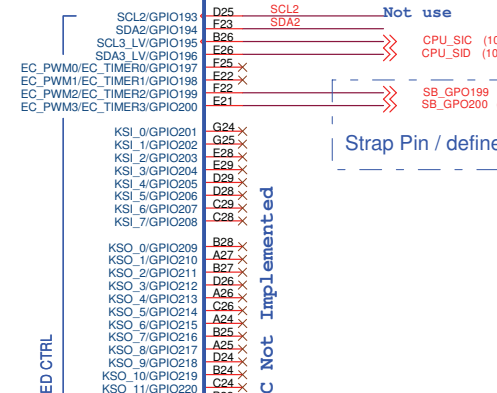 SCL2/GPIO193 D25 SCL2 Not use
SDA2/GPIO194 F23 SDA2
SCL3_LV/GPIO195 B26 CPU_SIC (10
SDA3_LV/GPIO196 E26 CPU_SID (10
EC_PWM0/EC_TIMER0/GPIO197 F25
EC_PWM1/EC_TIMER1/GPIO198 E22
EC_PWM2/EC_TIMER2/GPIO199 F22 SB_GPO199
EC_PWM3/EC_TIMER3/GPIO200 E21 SB_GPO200
KSI_0/GPIO201 G24
KSI_1/GPIO202 G25 Strap Pin / define
KSI_2/GPIO203 E28
KSI_3/GPIO204 E29
KSI_4/GPIO205 D29
KSI_5/GPIO206 D28
KSI_6/GPIO207 C29
KSI_7/GPIO208 C28
KSO_0/GPIO209 B28
KSO_1/GPIO210 A27
KSO_2/GPIO211 B27
KSO_3/GPIO212 D26
KSO_4/GPIO213 A26
KSO_5/GPIO214 C26
KSO_6/GPIO215 A24
KSO_7/GPIO216 B25
KSO_8/GPIO217 A25
KSO_9/GPIO218 D24
KSO_10/GPIO219 B24
KSO_11/GPIO220 C24
ED CTRL
C Not Implemented